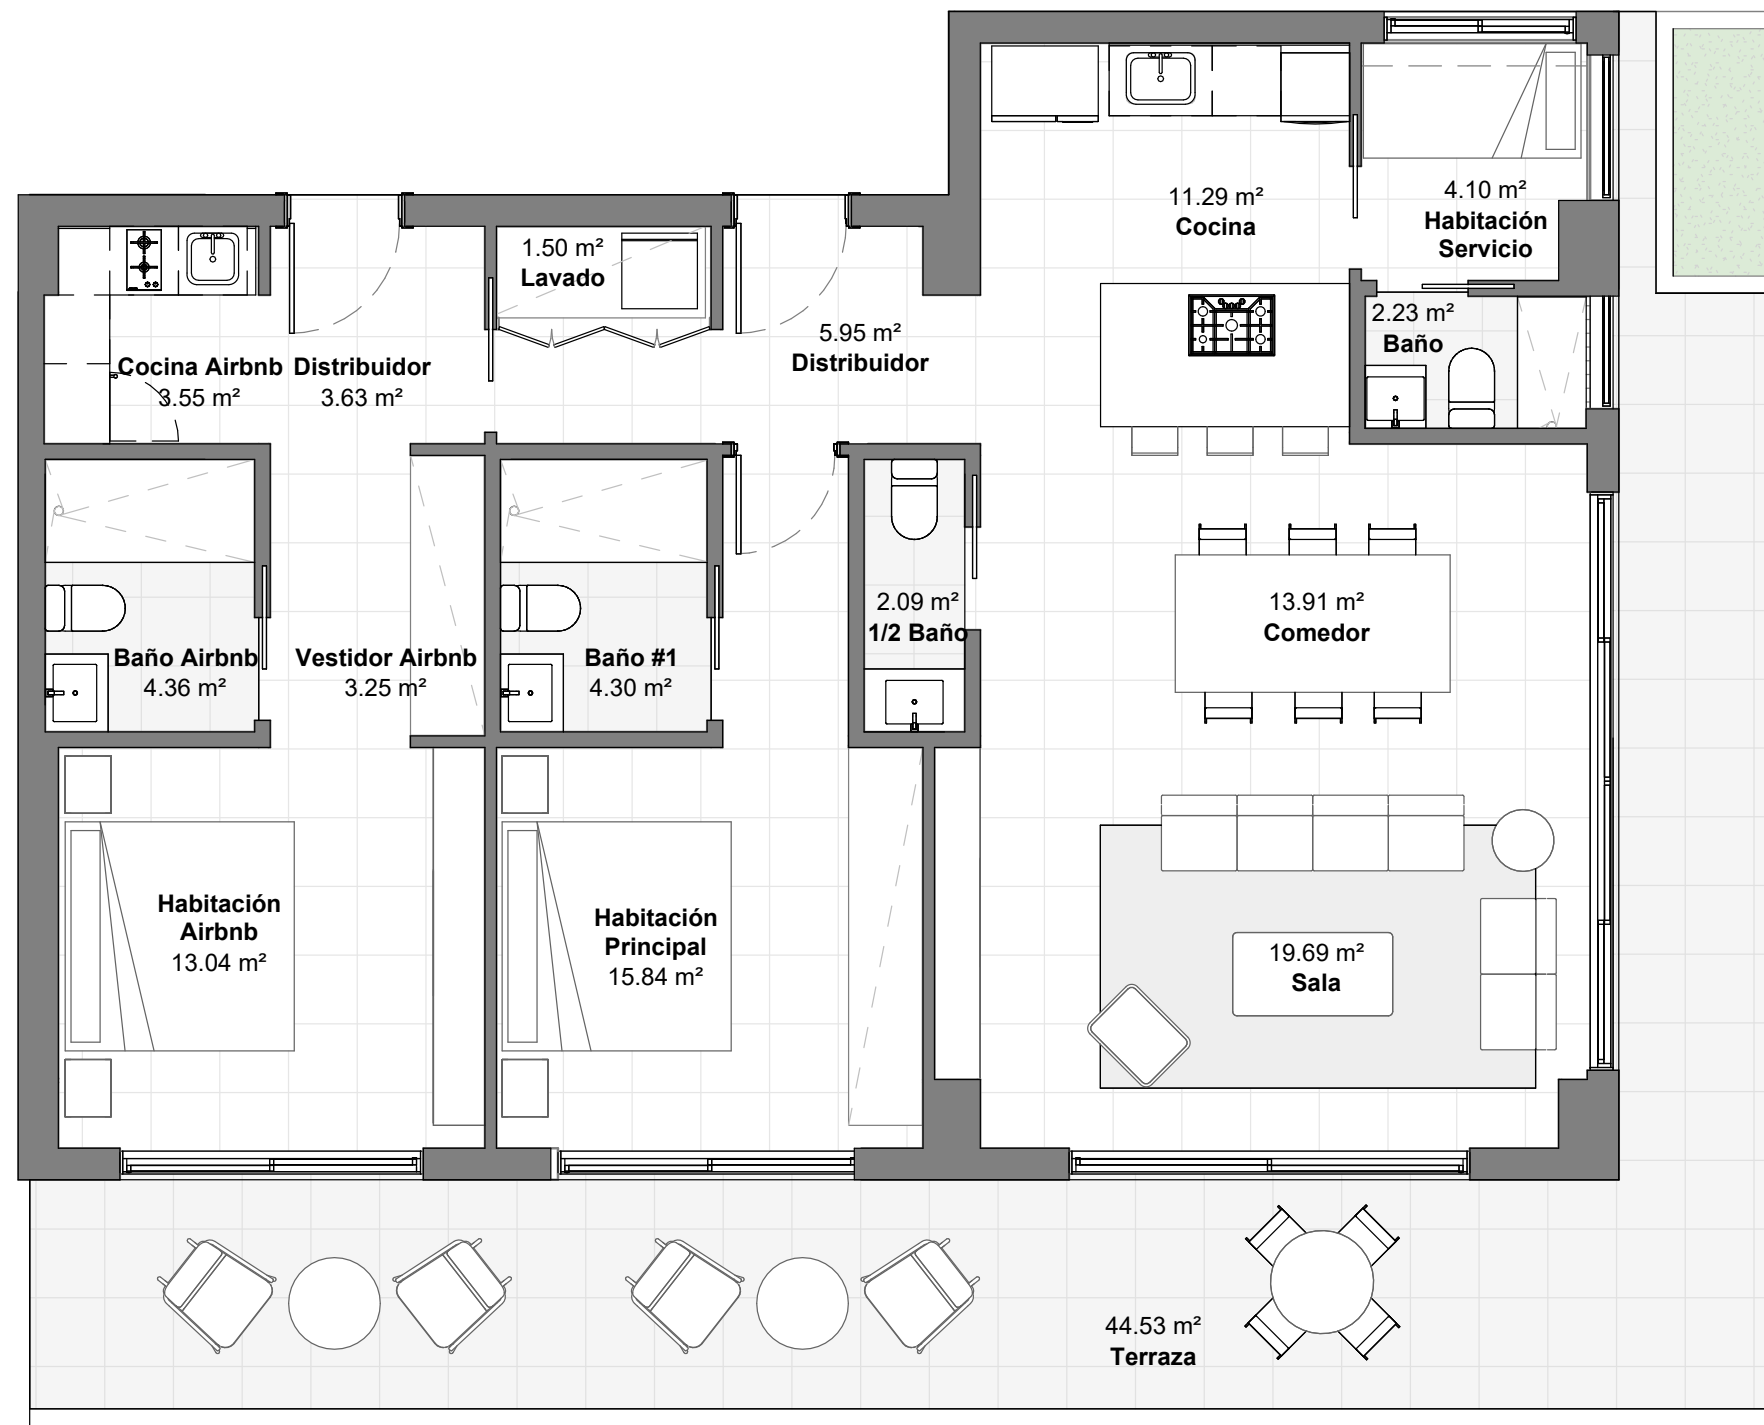 11.29 m²
Cocina
4.10 m²
Habitación
Servicio
1.50 m²
Lavado
2.23 m²
Baño
5.95 m²
Distribuidor
Cocina Airbnb
3.55 m²
Distribuidor
3.63 m²
2.09 m²
1/2 Baño
13.91 m²
Comedor
Baño Airbnb
4.36 m²
Vestidor Airbnb
3.25 m²
Baño #1
4.30 m²
Habitación
Airbnb
13.04 m²
Habitación
Principal
15.84 m²
19.69 m²
Sala
44.53 m²
Terraza